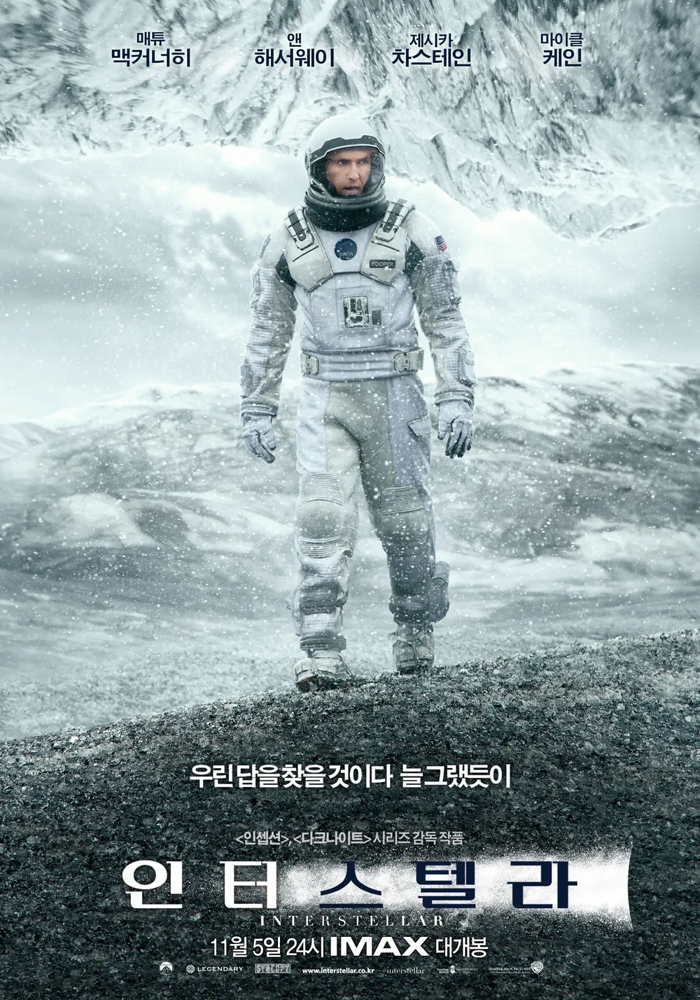 매튜 앤 제시카 마이클
맥커너히 해서웨이 차스테인 케인
NASA
COOPER
우린 답을 찾을 것이다 늘 그랬듯이
<인셉션>, <다크나이트> 시리즈 감독 작품
인터스텔라
INTERSTELLAR
11월 5일 24시 IMAX 대개봉
LEGENDARY SYNCOPY www.interstellar.co.kr #interstellar